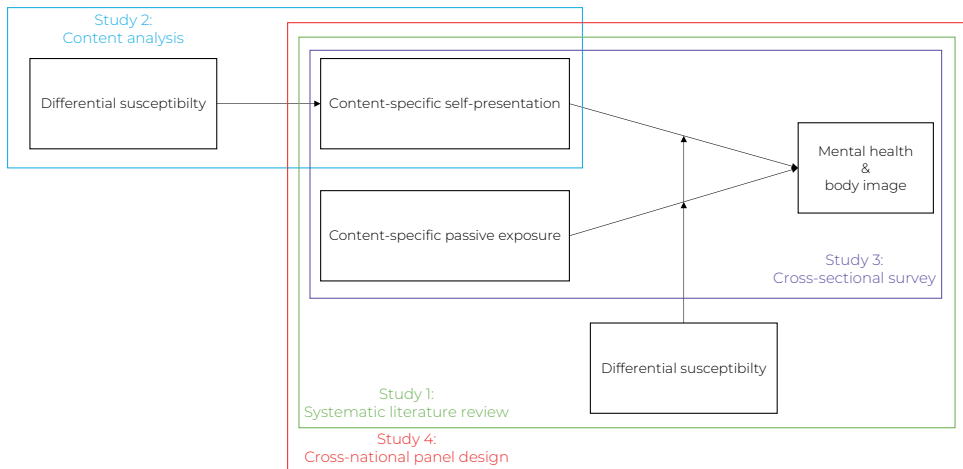 Study 2:
Content analysis
Differential susceptibilty
Content-specific self-presentation
Mental health
&
body image
Content-specific passive exposure
Study 3:
Cross-sectional survey
Differential susceptibilty
Study 1:
Systematic literature review
Study 4:
Cross-national panel design